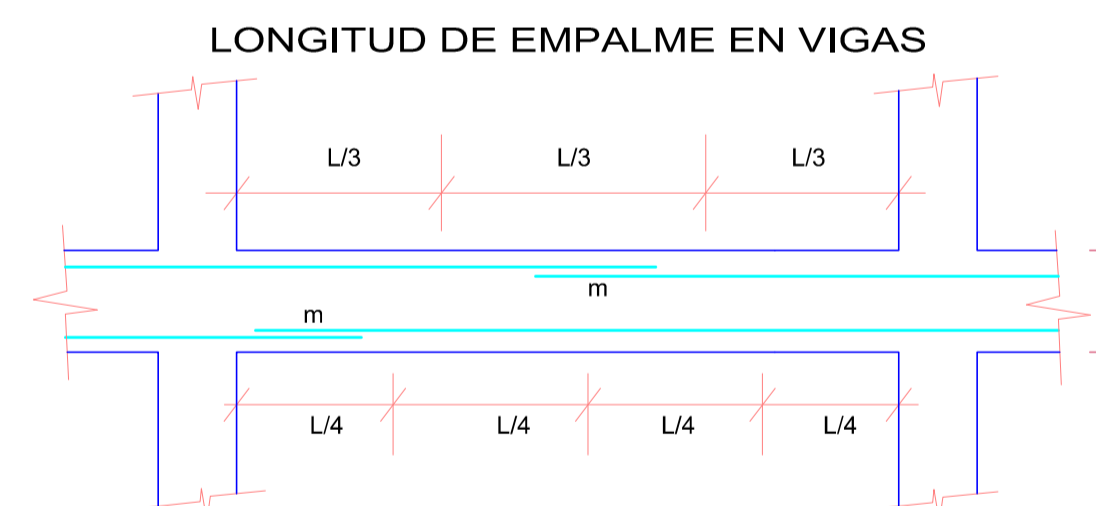 LONGITUD DE EMPALME EN VIGAS
L/3 L/3 L/3
m
m
L/4 L/4 L/4 L/4